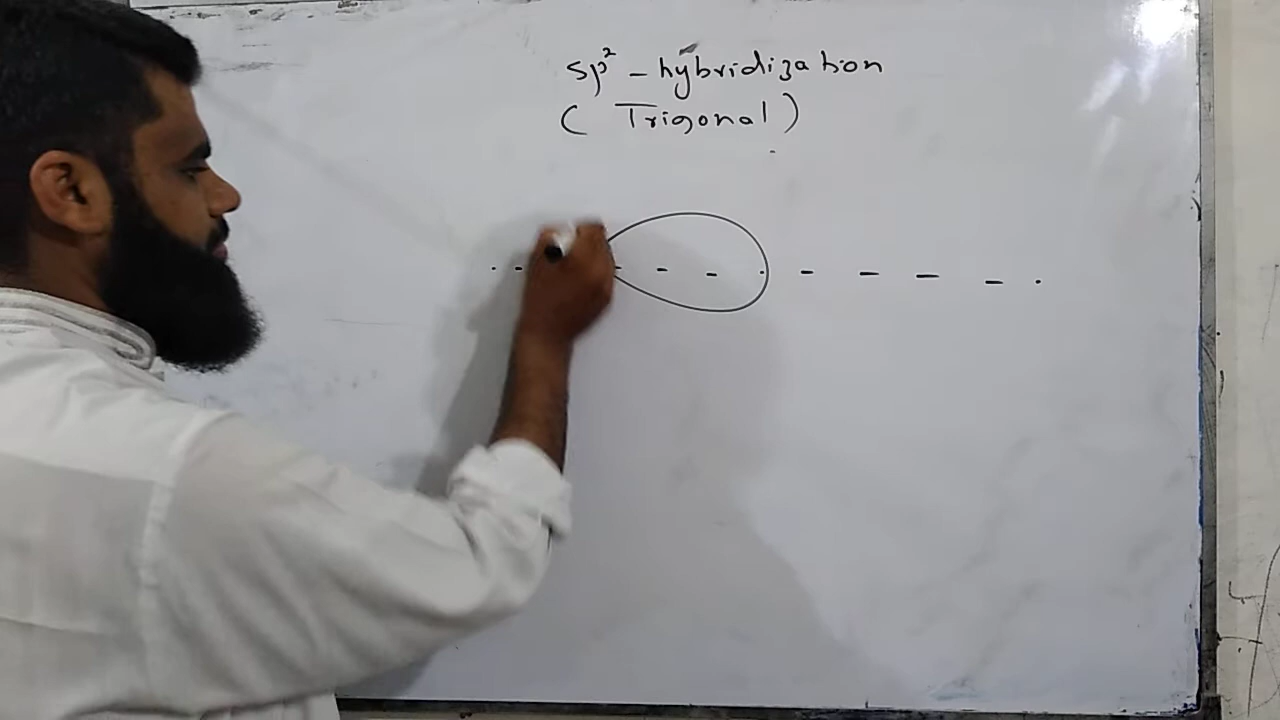 sp² - hybridization
( Trigonal )